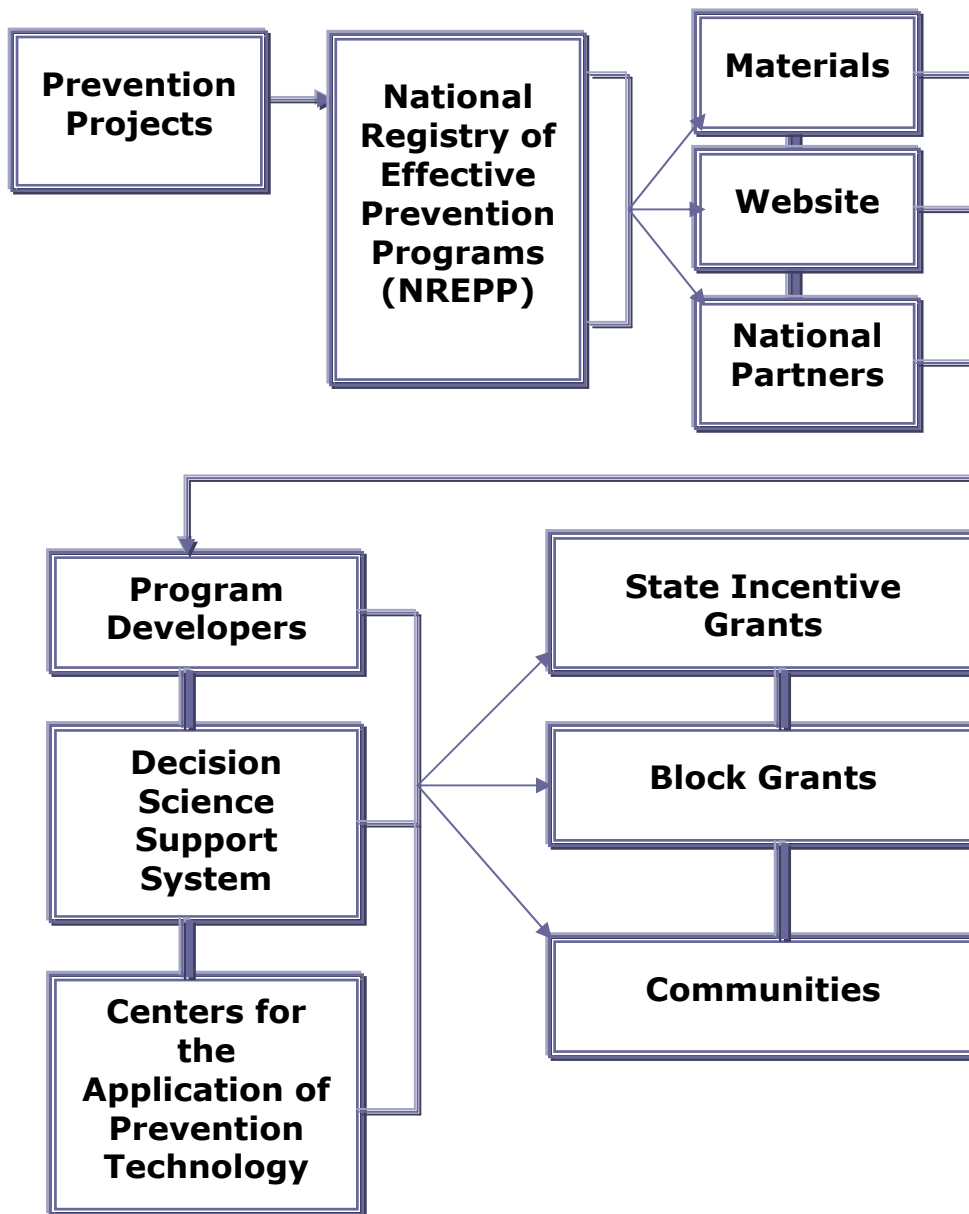 Prevention
Projects
National
Registry of
Effective
Prevention
Programs
(NREPP)
Materials
Website
National
Partners
Program
Developers
Decision
Science
Support
System
Centers for
the
Application of
Prevention
Technology
State Incentive
Grants
Block Grants
Communities